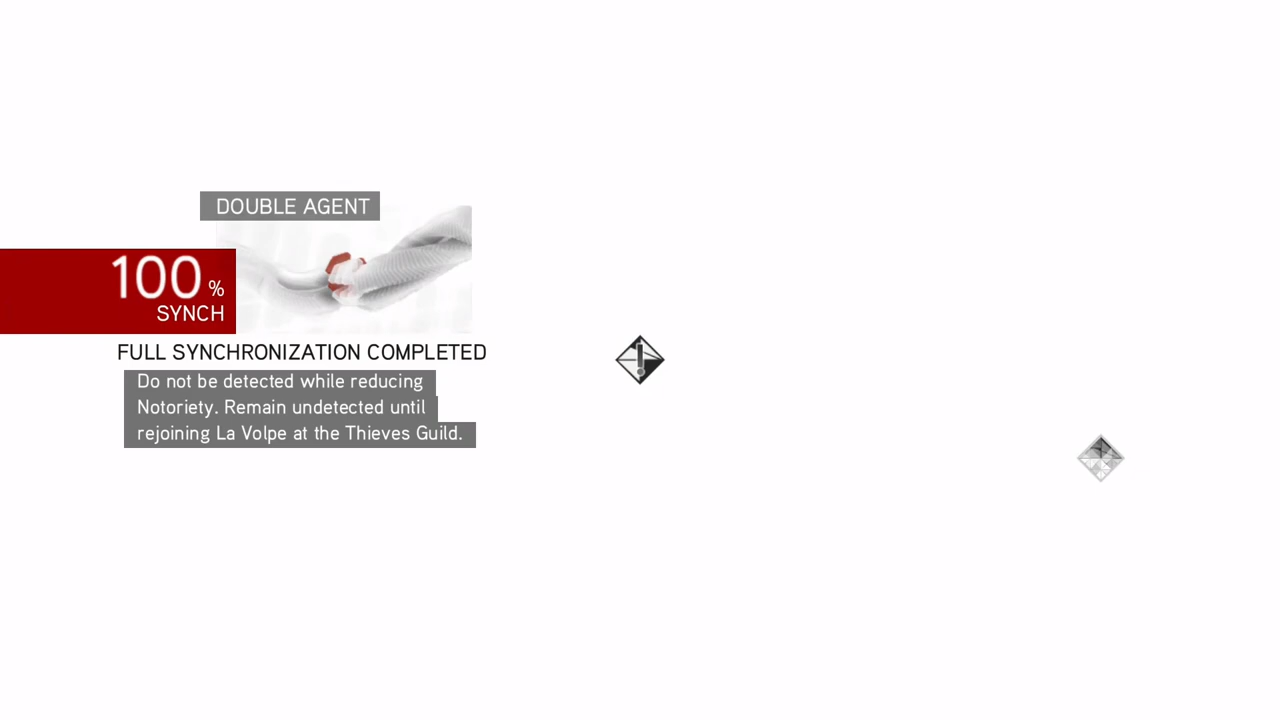 DOUBLE AGENT
100 %
SYNCH
FULL SYNCHRONIZATION COMPLETED
Do not be detected while reducing
Notoriety. Remain undetected until
rejoining La Volpe at the Thieves Guild.